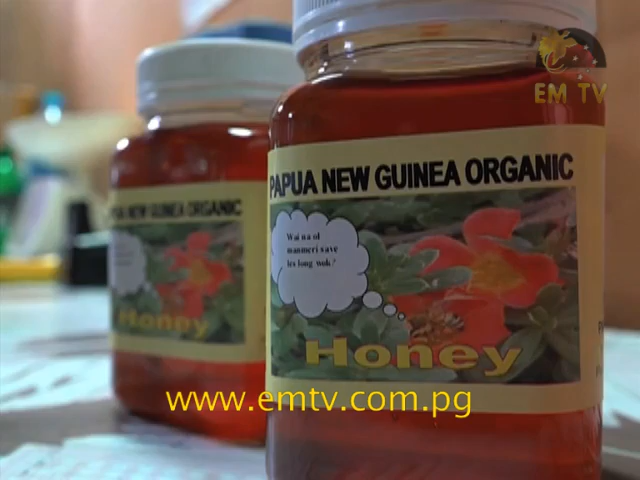 EM TV
PAPUA NEW GUINEA ORGANIC
Wai na ol
manmeri save
les long wok?
Honey
PAPUA NEW GUINEA ORGANIC
Honey
www.emtv.com.pg